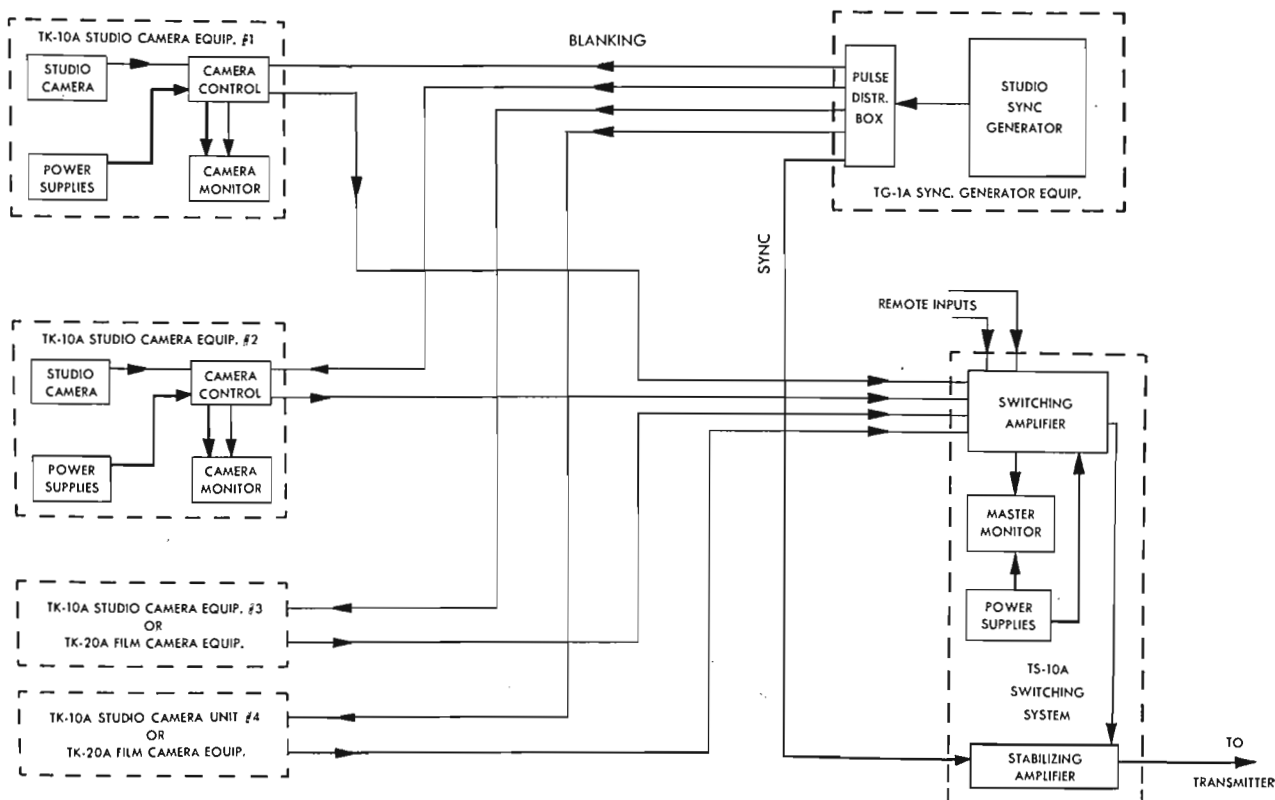 TK-10A STUDIO CAMERA EQUIP. #1
STUDIO
CAMERA
CAMERA
CONTROL
POWER
SUPPLIES
CAMERA
MONITOR
BLANKING
PULSE
DISTR.
BOX
STUDIO
SYNC
GENERATOR
TG-1A SYNC. GENERATOR EQUIP.
SYNC
REMOTE INPUTS
TK-10A STUDIO CAMERA EQUIP. #2
STUDIO
CAMERA
CAMERA
CONTROL
POWER
SUPPLIES
CAMERA
MONITOR
SWITCHING
AMPLIFIER
MASTER
MONITOR
POWER
SUPPLIES
TS-10A
SWITCHING
SYSTEM
STABILIZING
AMPLIFIER
TO
TRANSMITTER
TK-10A STUDIO CAMERA EQUIP. #3
OR
TK-20A FILM CAMERA EQUIP.
TK-10A STUDIO CAMERA UNIT #4
OR
TK-20A FILM CAMERA EQUIP.